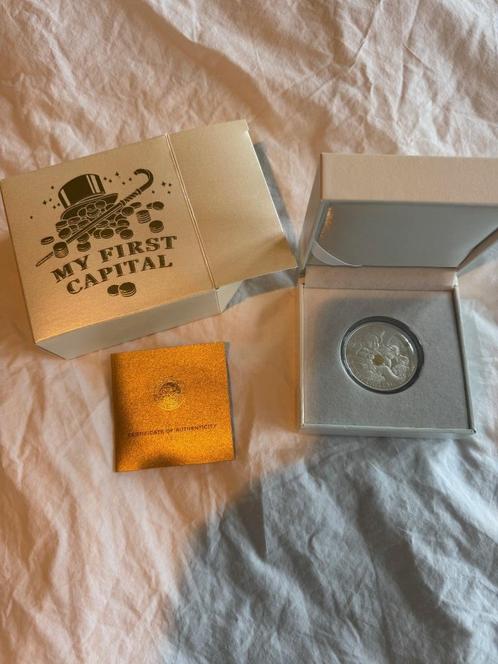 MY FIRST
CAPITAL
CERTIFICATE OF AUTHENTICITY